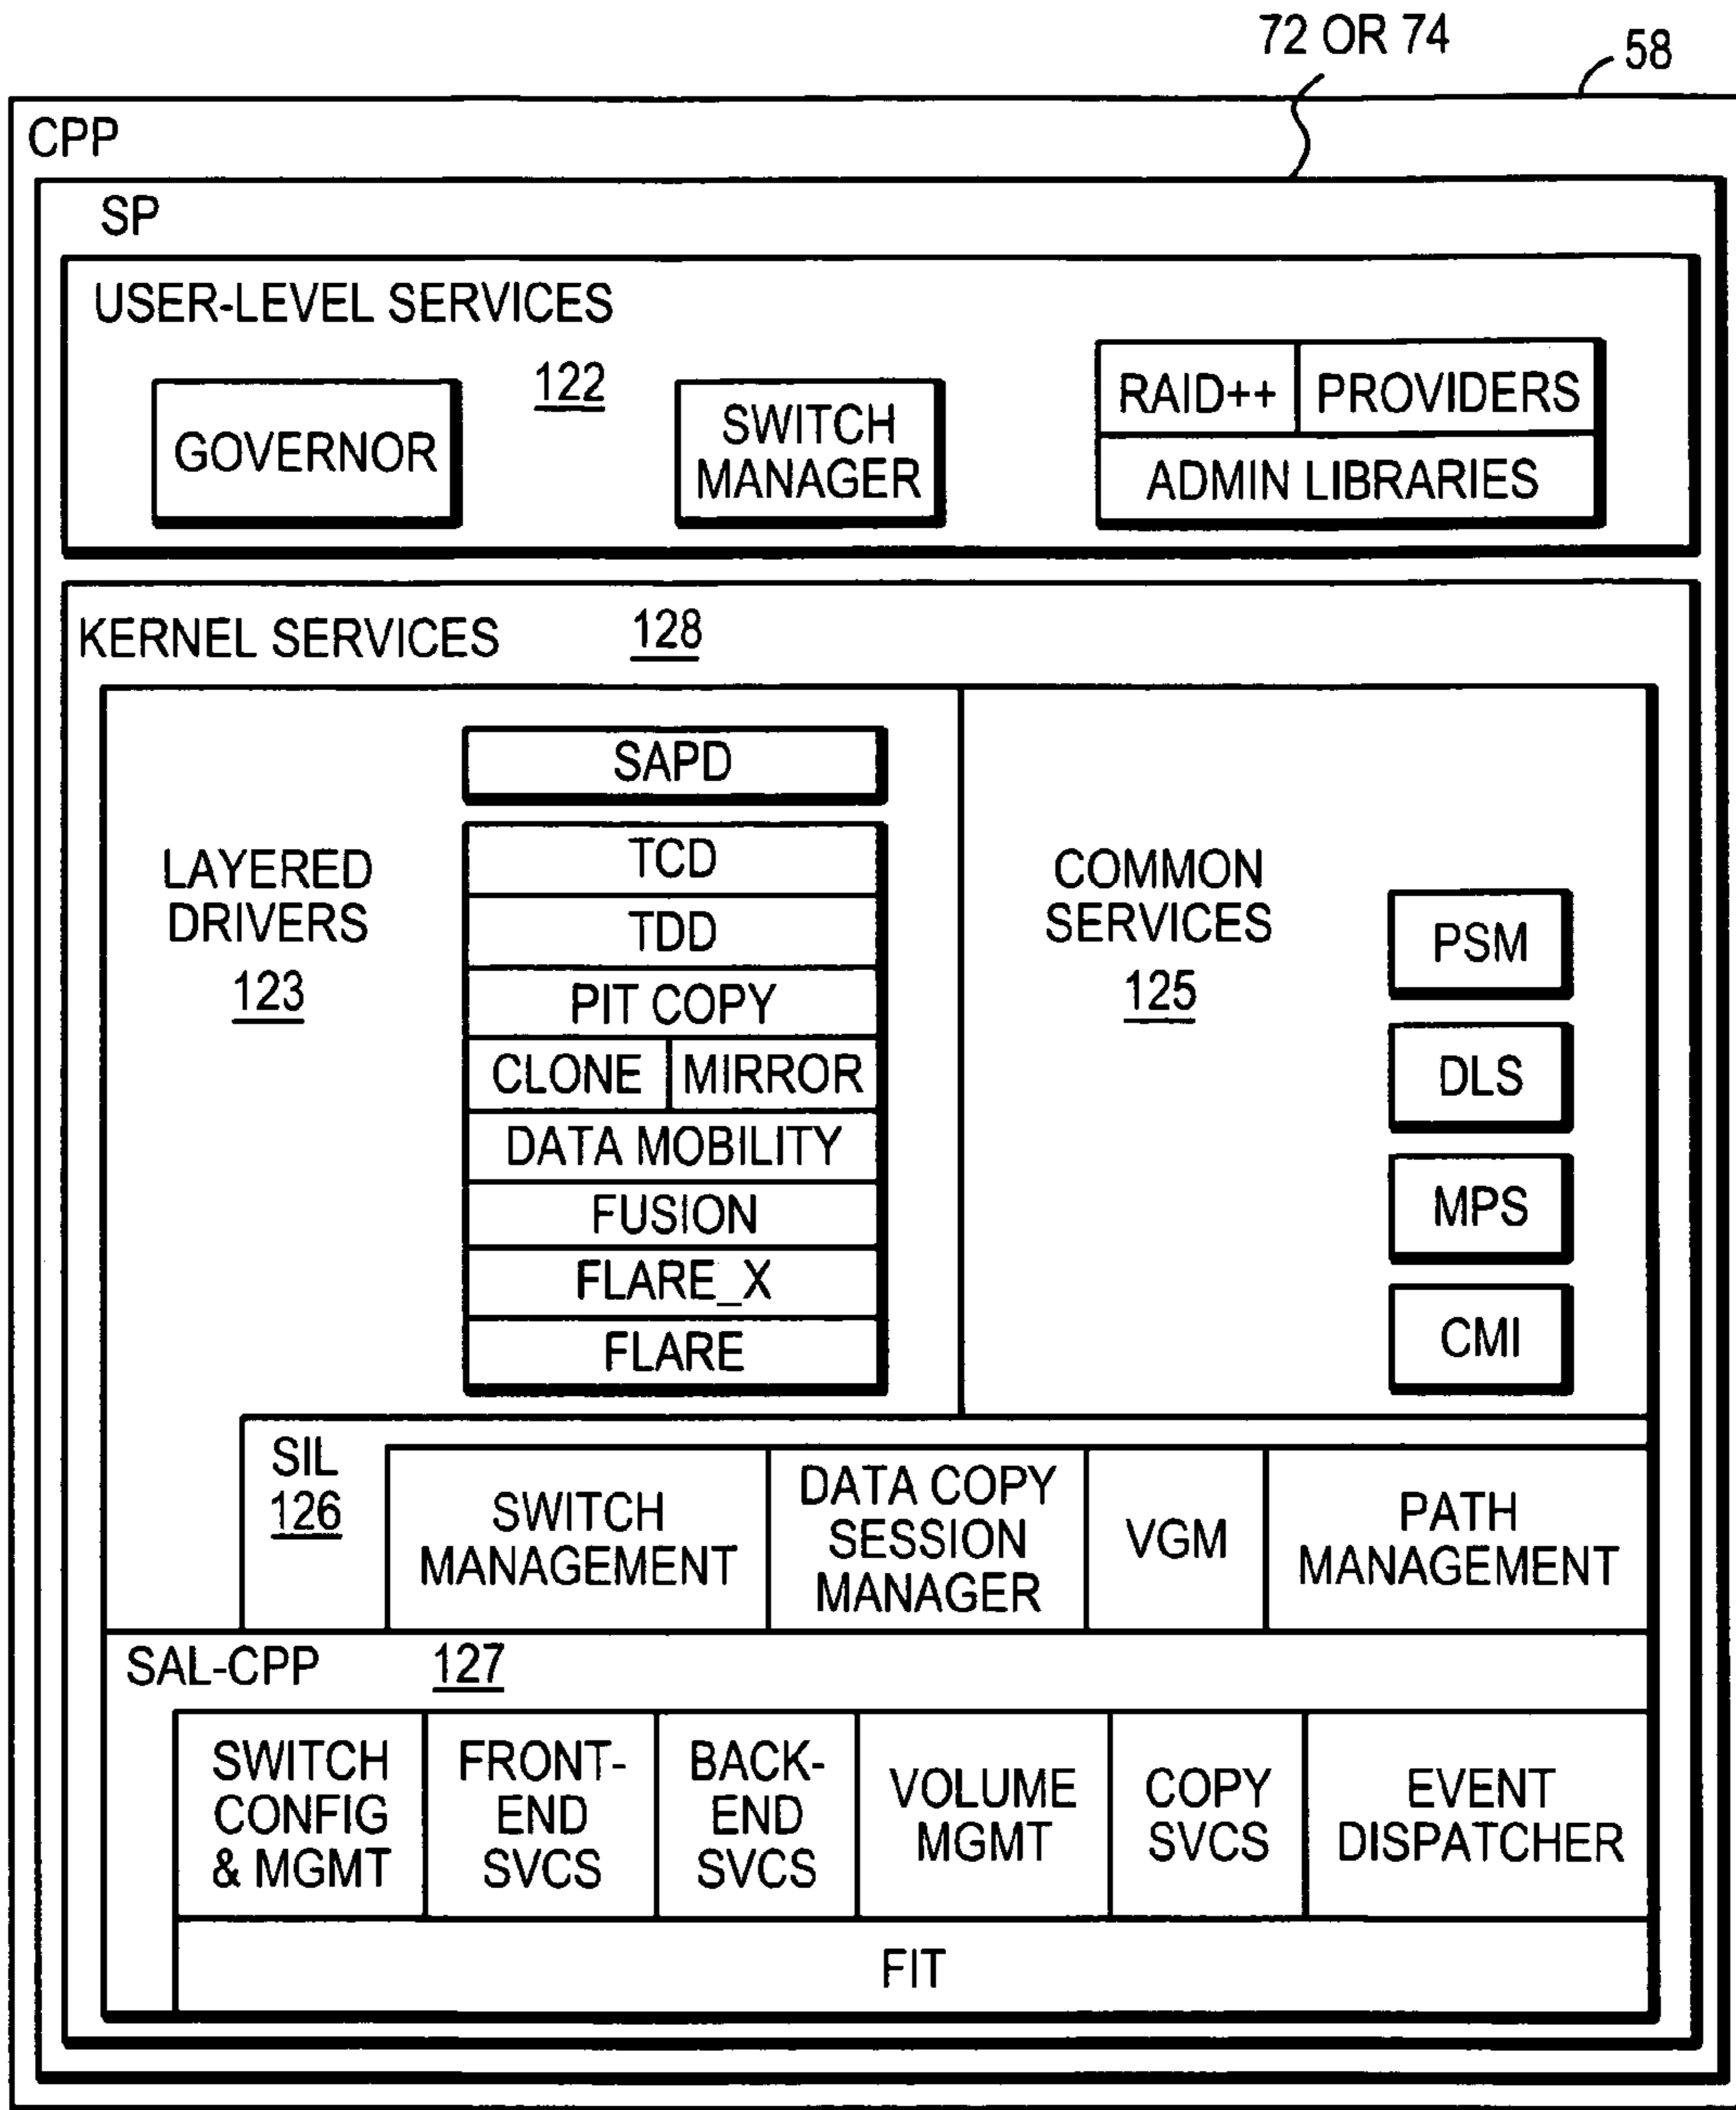 72 OR 74
58
CPP
SP
USER-LEVEL SERVICES
122
GOVERNOR
SWITCH
MANAGER
RAID++
PROVIDERS
ADMIN LIBRARIES
KERNEL SERVICES
128
LAYERED
DRIVERS
123
SAPD
TCD
TDD
PIT COPY
CLONE
MIRROR
DATA MOBILITY
FUSION
FLARE_X
FLARE
COMMON
SERVICES
125
PSM
DLS
MPS
CMI
SIL
126
SWITCH
MANAGEMENT
DATA COPY
SESSION
MANAGER
VGM
PATH
MANAGEMENT
SAL-CPP
127
SWITCH
CONFIG
& MGMT
FRONT-
END
SVCS
BACK-
END
SVCS
VOLUME
MGMT
COPY
SVCS
EVENT
DISPATCHER
FIT